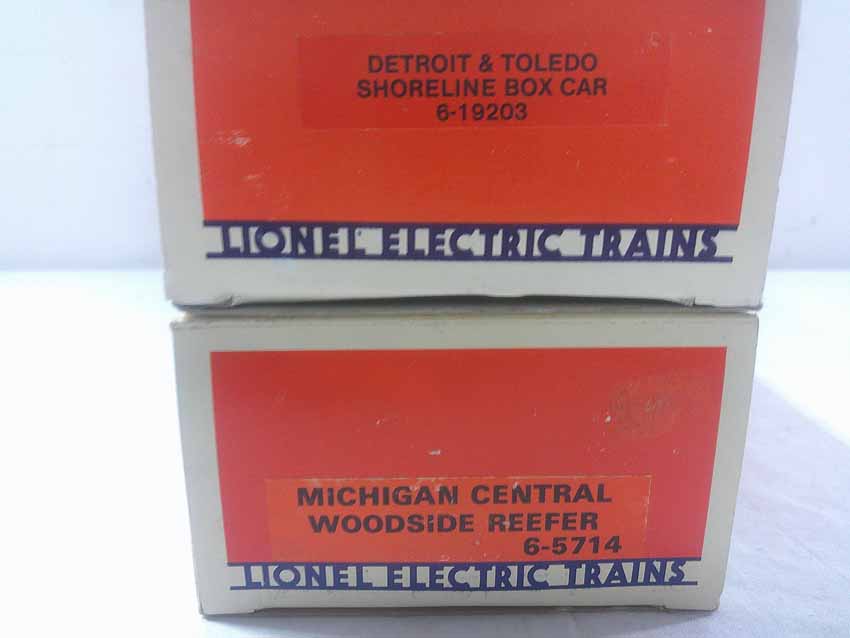 DETROIT & TOLEDO
SHORELINE BOX CAR
6-19203
LIONEL ELECTRIC TRAINS
MICHIGAN CENTRAL
WOODSIDE REEFER
6-5714
LIONEL ELECTRIC TRAINS